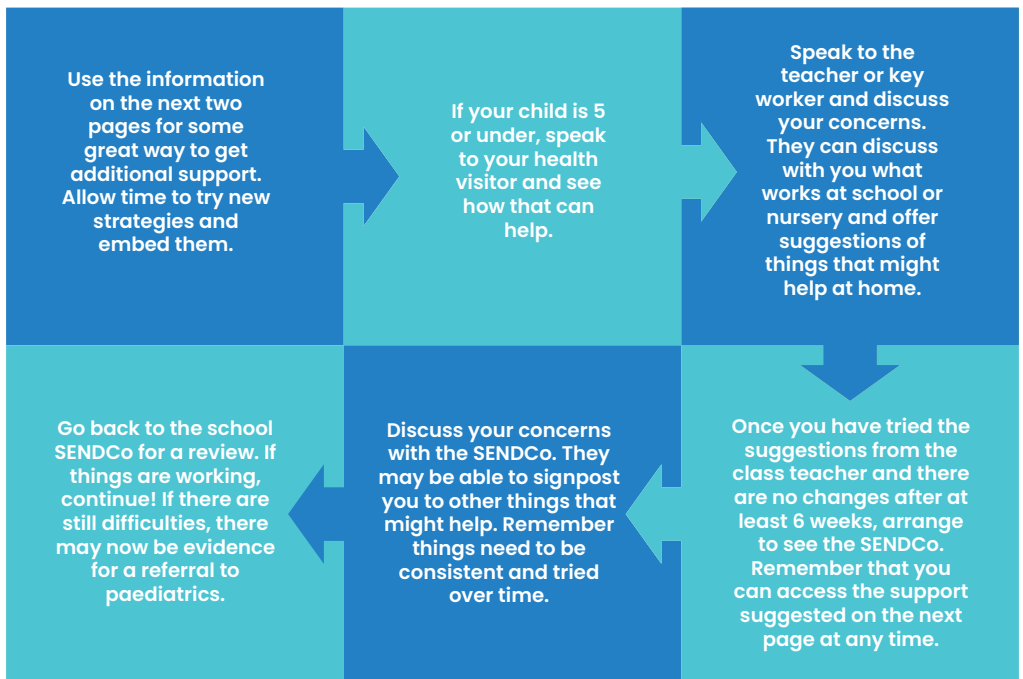 Use the information
on the next two
pages for some
great way to get
additional support.
Allow time to try new
strategies and
embed them.
If your child is 5
or under, speak
to your health
visitor and see
how that can
help.
Speak to the
teacher or key
worker and discuss
your concerns.
They can discuss
with you what
works at school or
nursery and offer
suggestions of
things that might
help at home.
Once you have tried the
suggestions from the
class teacher and there
are no changes after at
least 6 weeks, arrange
to see the SENDCo.
Remember that you
can access the support
suggested on the next
page at any time.
Discuss your concerns
with the SENDCo. They
may be able to signpost
you to other things that
might help. Remember
things need to be
consistent and tried
over time.
Go back to the school
SENDCo for a review. If
things are working,
continue! If there are
still difficulties, there
may now be evidence
for a referral to
paediatrics.